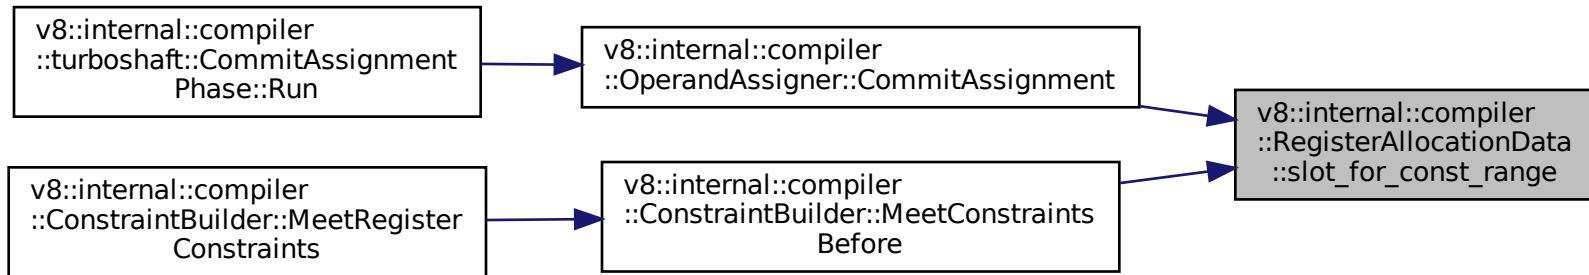 v8::internal::compiler
::turboshaft::CommitAssignment
Phase::Run
v8::internal::compiler
::OperandAssigner::CommitAssignment
v8::internal::compiler
::RegisterAllocationData
::slot_for_const_range
v8::internal::compiler
::ConstraintBuilder::MeetRegister
Constraints
v8::internal::compiler
::ConstraintBuilder::MeetConstraints
Before